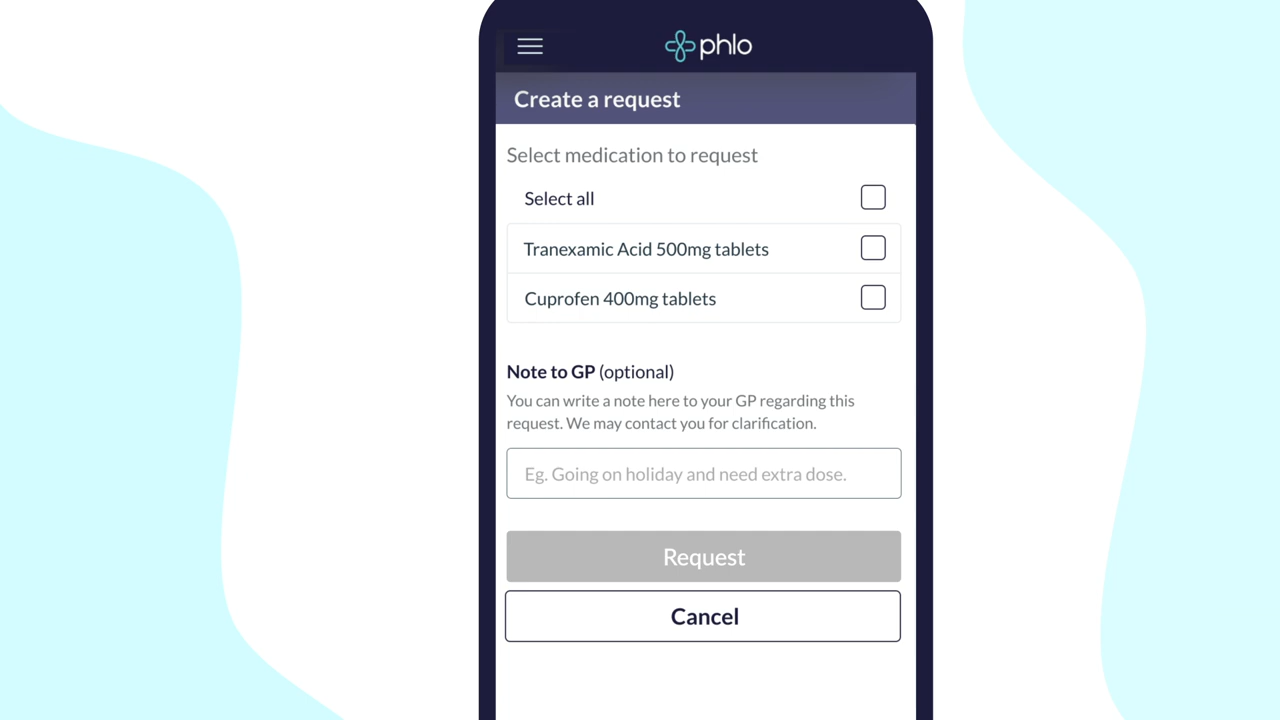 phlo
Create a request
Select medication to request
Select all
Tranexamic Acid 500mg tablets
Cuprofen 400mg tablets
Note to GP (optional)
You can write a note here to your GP regarding this
request. We may contact you for clarification.
Eg. Going on holiday and need extra dose.
Request
Cancel